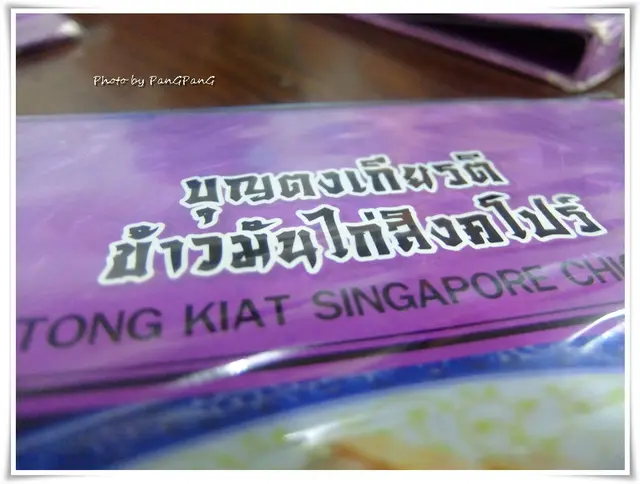 Photo by PanGPanG
บุญตงเกียรติ
ข้าวมันไก่สิงคโปร์
TONG KIAT SINGAPORE